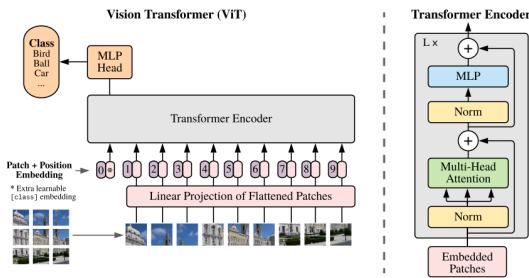 Vision Transformer (ViT)
Class
Bird
Ball
Car
...
MLP
Head
Transformer Encoder
Patch + Position
Embedding
0 * 1 2 3 4 5 6 7 8 9
* Extra learnable
[class] embedding
Linear Projection of Flattened Patches
Transformer Encoder
L x
+
MLP
Norm
+
Multi-Head
Attention
Norm
Embedded
Patches